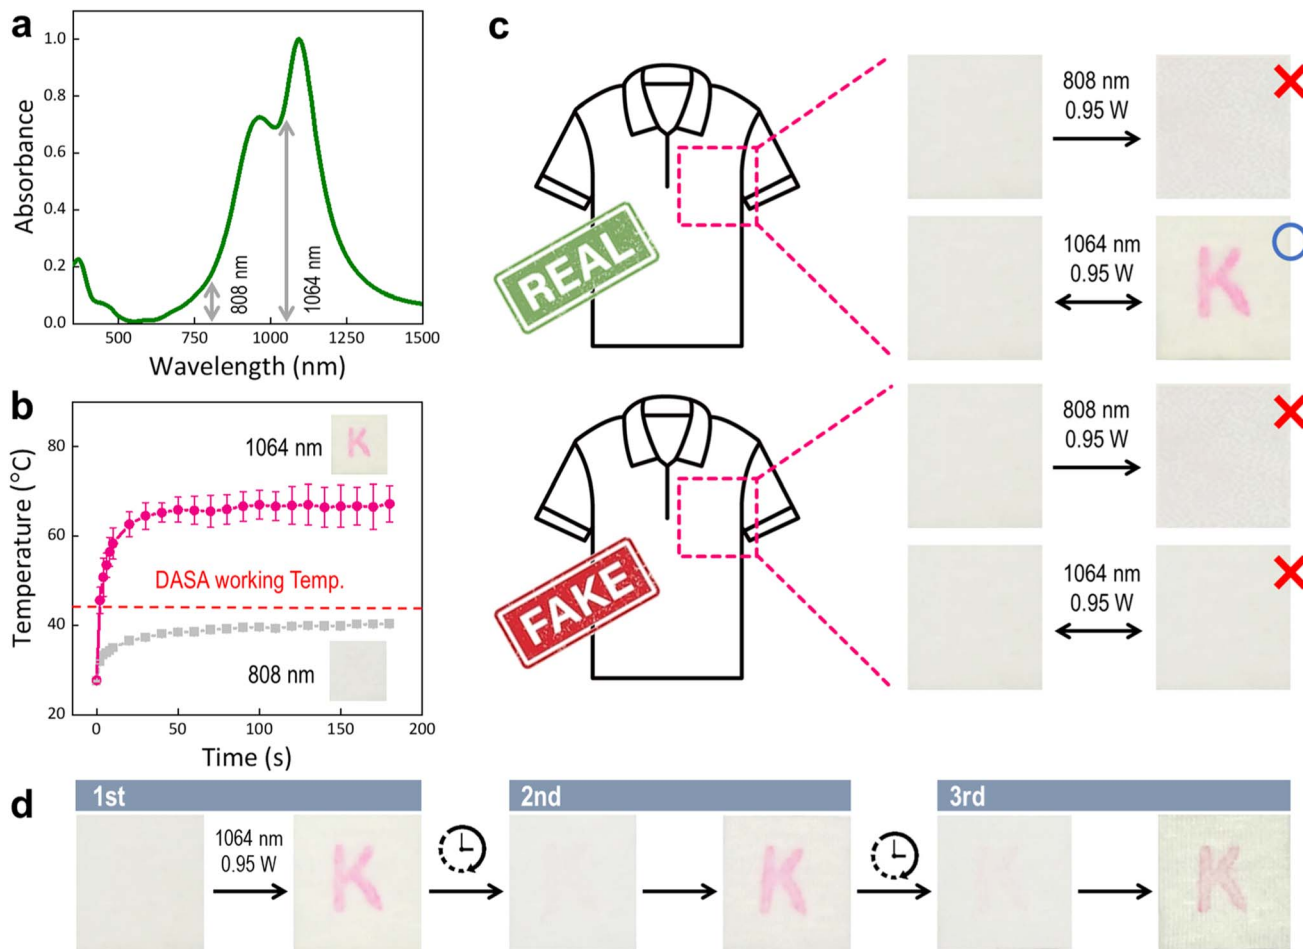 a
1.0
0.8
0.6
0.4
0.2
0.0
Absorbance
808 nm
1064 nm
500
750
1000
1250
1500
Wavelength (nm)
b
80
60
40
20
Temperature (°C)
1064 nm
K
DASA working Temp.
808 nm
0
50
100
150
200
Time (s)
c
REAL
808 nm
0.95 W
1064 nm
0.95 W
K
FAKE
808 nm
0.95 W
1064 nm
0.95 W
d
1st
1064 nm
0.95 W
K
2nd
K
3rd
K
K